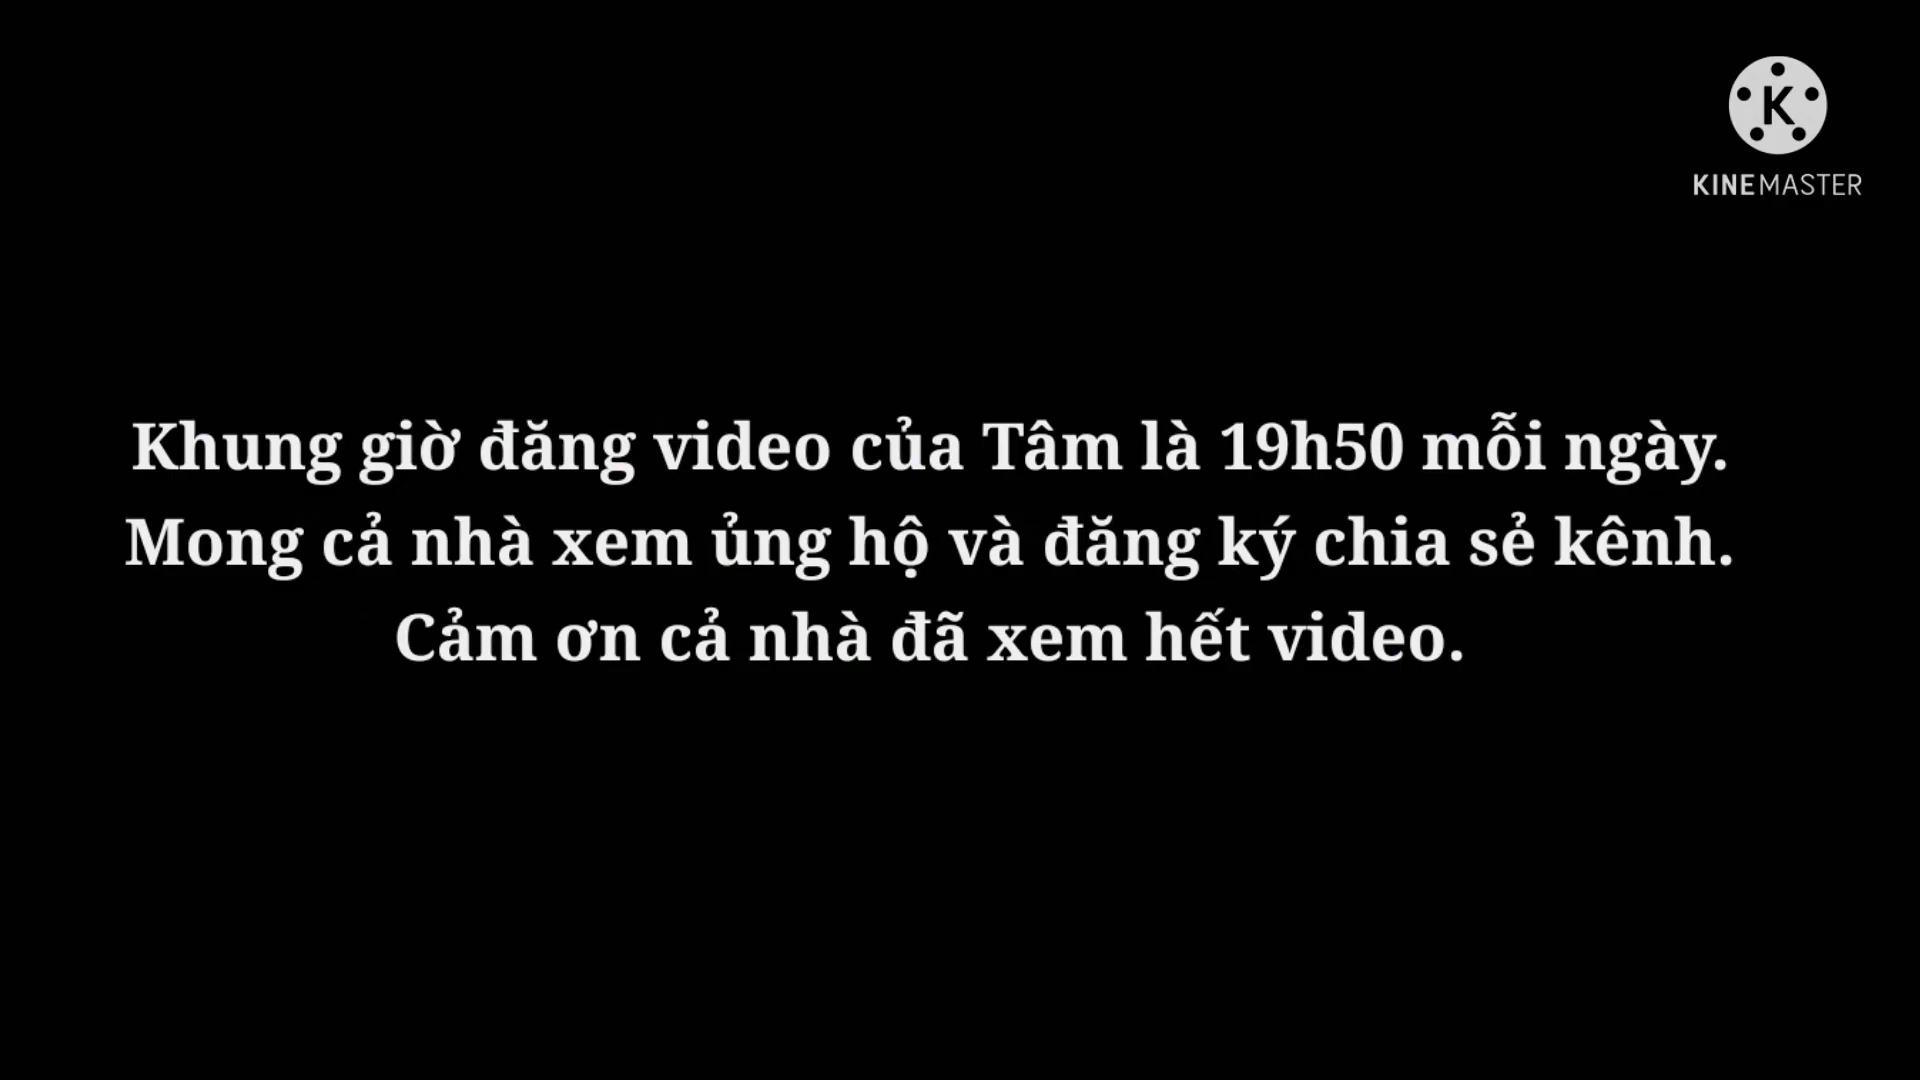 K
KINEMASTER
Khung giờ đăng video của Tâm là 19h50 mỗi ngày.
Mong cả nhà xem ủng hộ và đăng ký chia sẻ kênh.
Cảm ơn cả nhà đã xem hết video.